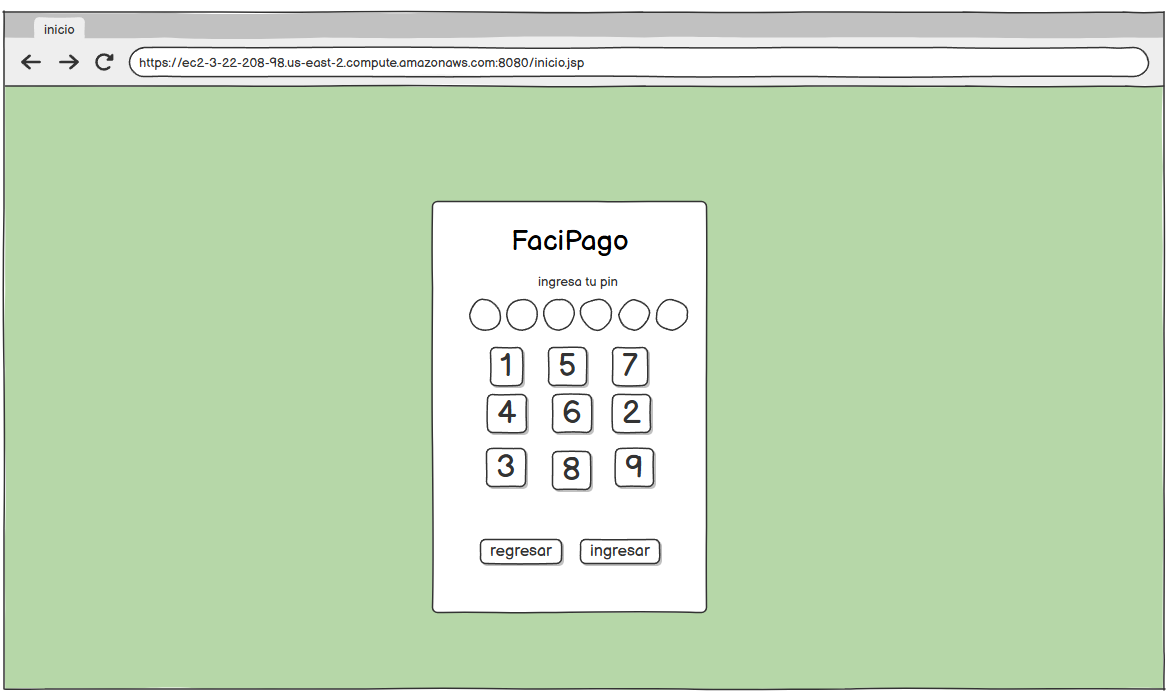 inicio
https://ec2-3-22-208-98.us-east-2.compute.amazonaws.com:8080/inicio.jsp
FaciPago
ingresa tu pin
1 5 7
4 6 2
3 8 9
regresar ingresar